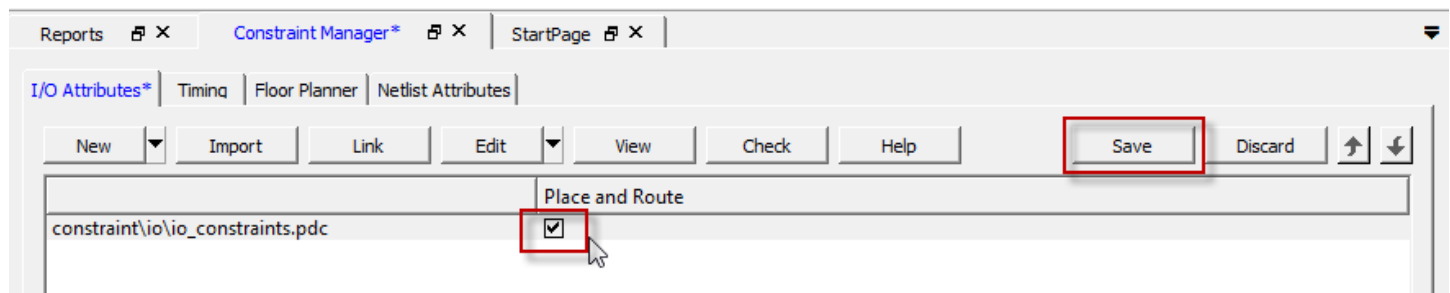 Reports Constraint Manager* StartPage
I/O Attributes* Timing Floor Planner Netlist Attributes
New Import Link Edit View Check Help Save Discard
Place and Route
constraint\io\io_constraints.pdc